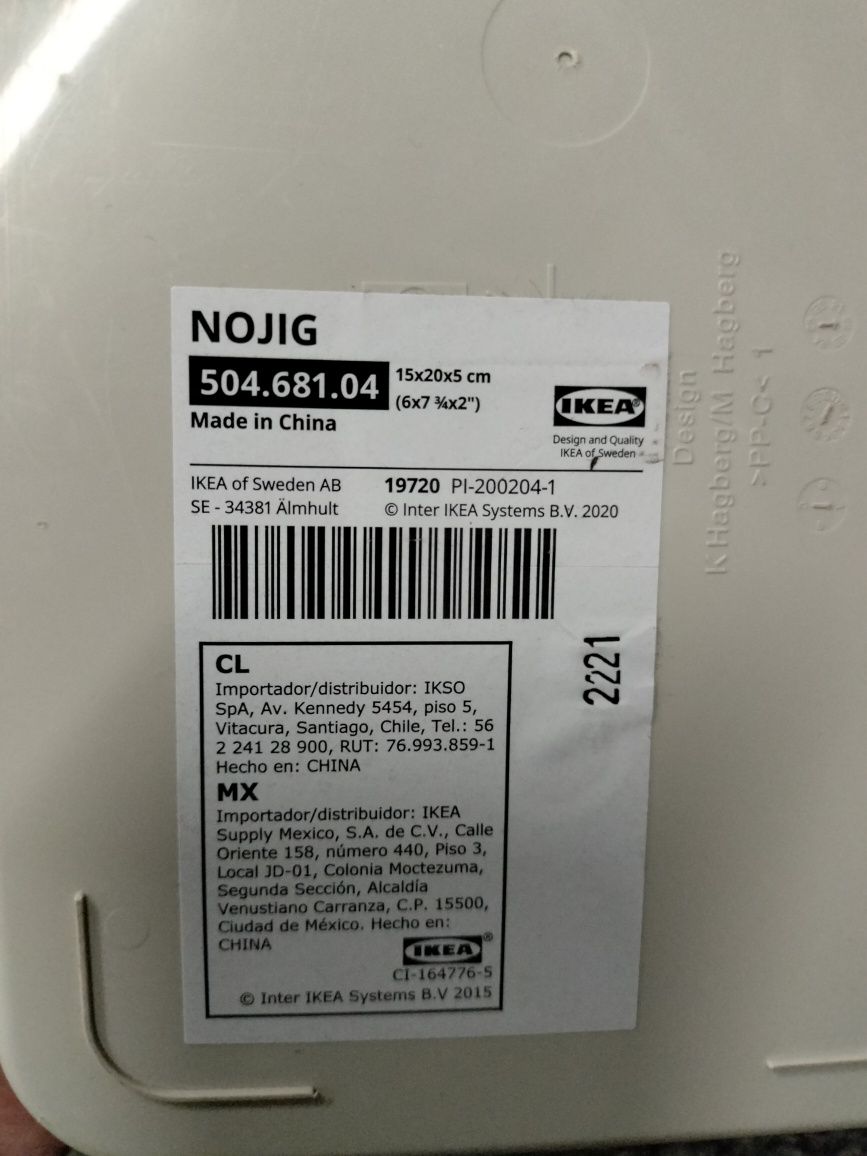 NOJIG
504.681.04
15x20x5 cm
(6x7 ¾x2")
Made in China
IKEA®
Design and Quality
IKEA of Sweden
IKEA of Sweden AB
SE - 34381 Älmhult
19720 PI-200204-1
© Inter IKEA Systems B.V. 2020
2221
CL
Importador/distribuidor: IKSO
SpA, Av. Kennedy 5454, piso 5,
Vitacura, Santiago, Chile, Tel.: 56
2 241 28 900, RUT: 76.993.859-1
Hecho en: CHINA
MX
Importador/distribuidor: IKEA
Supply Mexico, S.A. de C.V., Calle
Oriente 158, número 440, Piso 3,
Local JD-01, Colonia Moctezuma,
Segunda Sección, Alcaldía
Venustiano Carranza, C.P. 15500,
Ciudad de México. Hecho en:
CHINA
IKEA®
CI-164776-5
© Inter IKEA Systems B.V 2015
Design
K Hagberg/M Hagberg
>PP-C< 1